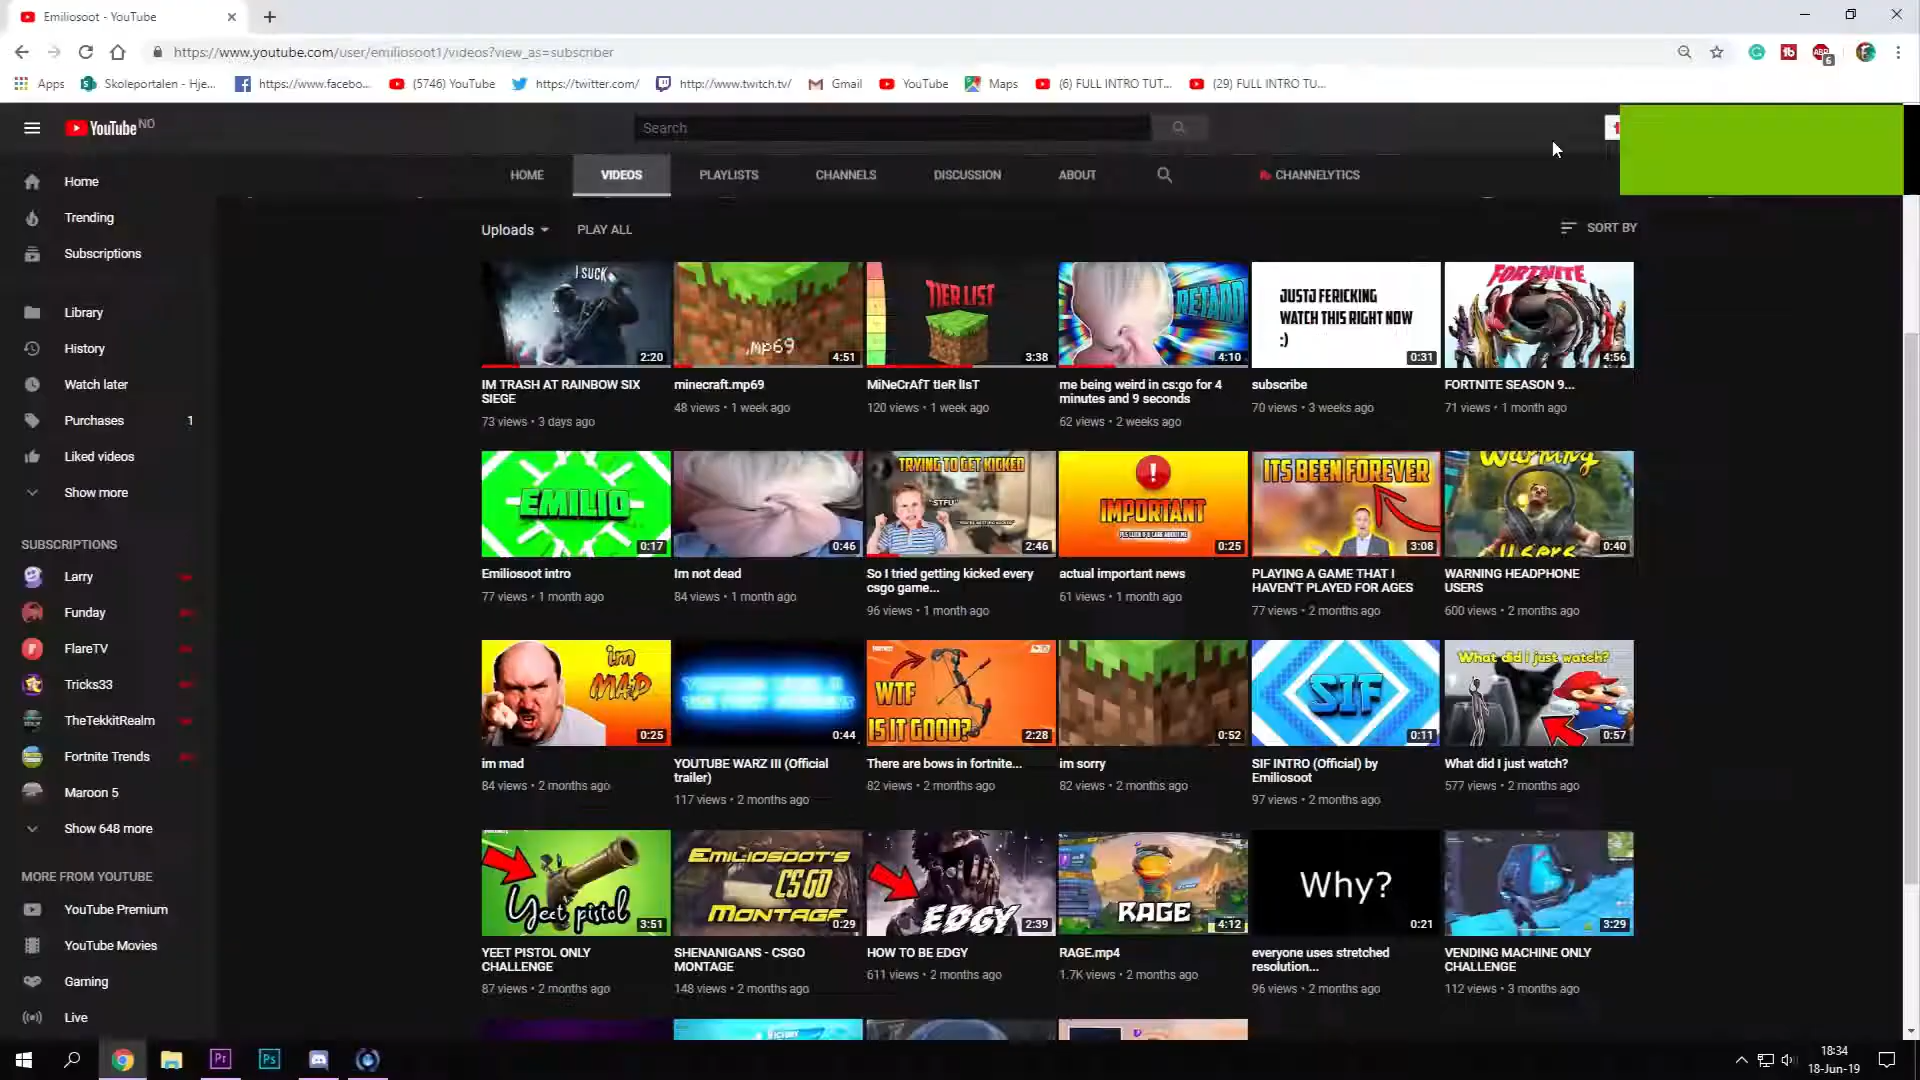 Emiliosoot - YouTube
https://www.youtube.com/user/emiliosoot1/videos?view_as=subscriber
6
Apps
Skoleportalen - Hje...
https://www.facebo...
(5746) YouTube
https://twitter.com/
http://www.twitch.tv/
Gmail
YouTube
Maps
(6) FULL INTRO TUT...
(29) FULL INTRO TU...
YouTube NO
Search
HOME
VIDEOS
PLAYLISTS
CHANNELS
DISCUSSION
ABOUT
CHANNELYTICS
Home
Trending
Subscriptions
Library
History
Watch later
Purchases 1
Liked videos
Show more
SUBSCRIPTIONS
Larry
Funday
FlareTV
Tricks33
TheTekkitRealm
Fortnite Trends
Maroon 5
Show 648 more
MORE FROM YOUTUBE
YouTube Premium
YouTube Movies
Gaming
Live
Uploads
PLAY ALL
SORT BY
I SUCK
2:20
IM TRASH AT RAINBOW SIX
SIEGE
73 views • 3 days ago
.mp69
4:51
minecraft.mp69
48 views • 1 week ago
TIER LIST
3:38
MiNeCrAfT tIeR lIsT
120 views • 1 week ago
RETARD
4:10
me being weird in cs:go for 4
minutes and 9 seconds
62 views • 2 weeks ago
JUSTJ FERICKING
WATCH THIS RIGHT NOW
:)
0:31
subscribe
70 views • 3 weeks ago
FORTNITE
4:56
FORTNITE SEASON 9...
71 views • 1 month ago
EMILIO
0:17
Emiliosoot intro
77 views • 1 month ago
0:46
Im not dead
84 views • 1 month ago
TRYING TO GET KICKED
"STFU"
2:46
So I tried getting kicked every
csgo game...
96 views • 1 month ago
!
IMPORTANT
0:25
actual important news
61 views • 1 month ago
ITS BEEN FOREVER
3:08
PLAYING A GAME THAT I
HAVEN'T PLAYED FOR AGES
77 views • 2 months ago
Warning
USERS
0:40
WARNING HEADPHONE
USERS
600 views • 2 months ago
im
MAD
0:25
im mad
84 views • 2 months ago
0:44
YOUTUBE WARZ III (Official
trailer)
117 views • 2 months ago
WTF
IS IT GOOD?
2:28
There are bows in fortnite...
82 views • 2 months ago
0:52
im sorry
82 views • 2 months ago
SIF
0:11
SIF INTRO (Official) by
Emiliosoot
97 views • 2 months ago
What did I just watch?
0:57
What did I just watch?
577 views • 2 months ago
Yeet pistol
3:51
YEET PISTOL ONLY
CHALLENGE
87 views • 2 months ago
EMILIOSOOT'S
CS GO
MONTAGE
0:29
SHENANIGANS - CSGO
MONTAGE
148 views • 2 months ago
EDGY
2:39
HOW TO BE EDGY
611 views • 2 months ago
RAGE
4:12
RAGE.mp4
1.7K views • 2 months ago
Why?
0:21
everyone uses stretched
resolution...
96 views • 2 months ago
3:29
VENDING MACHINE ONLY
CHALLENGE
112 views • 3 months ago
VICTORY
Pr
Ps
18:34
18-Jun-19